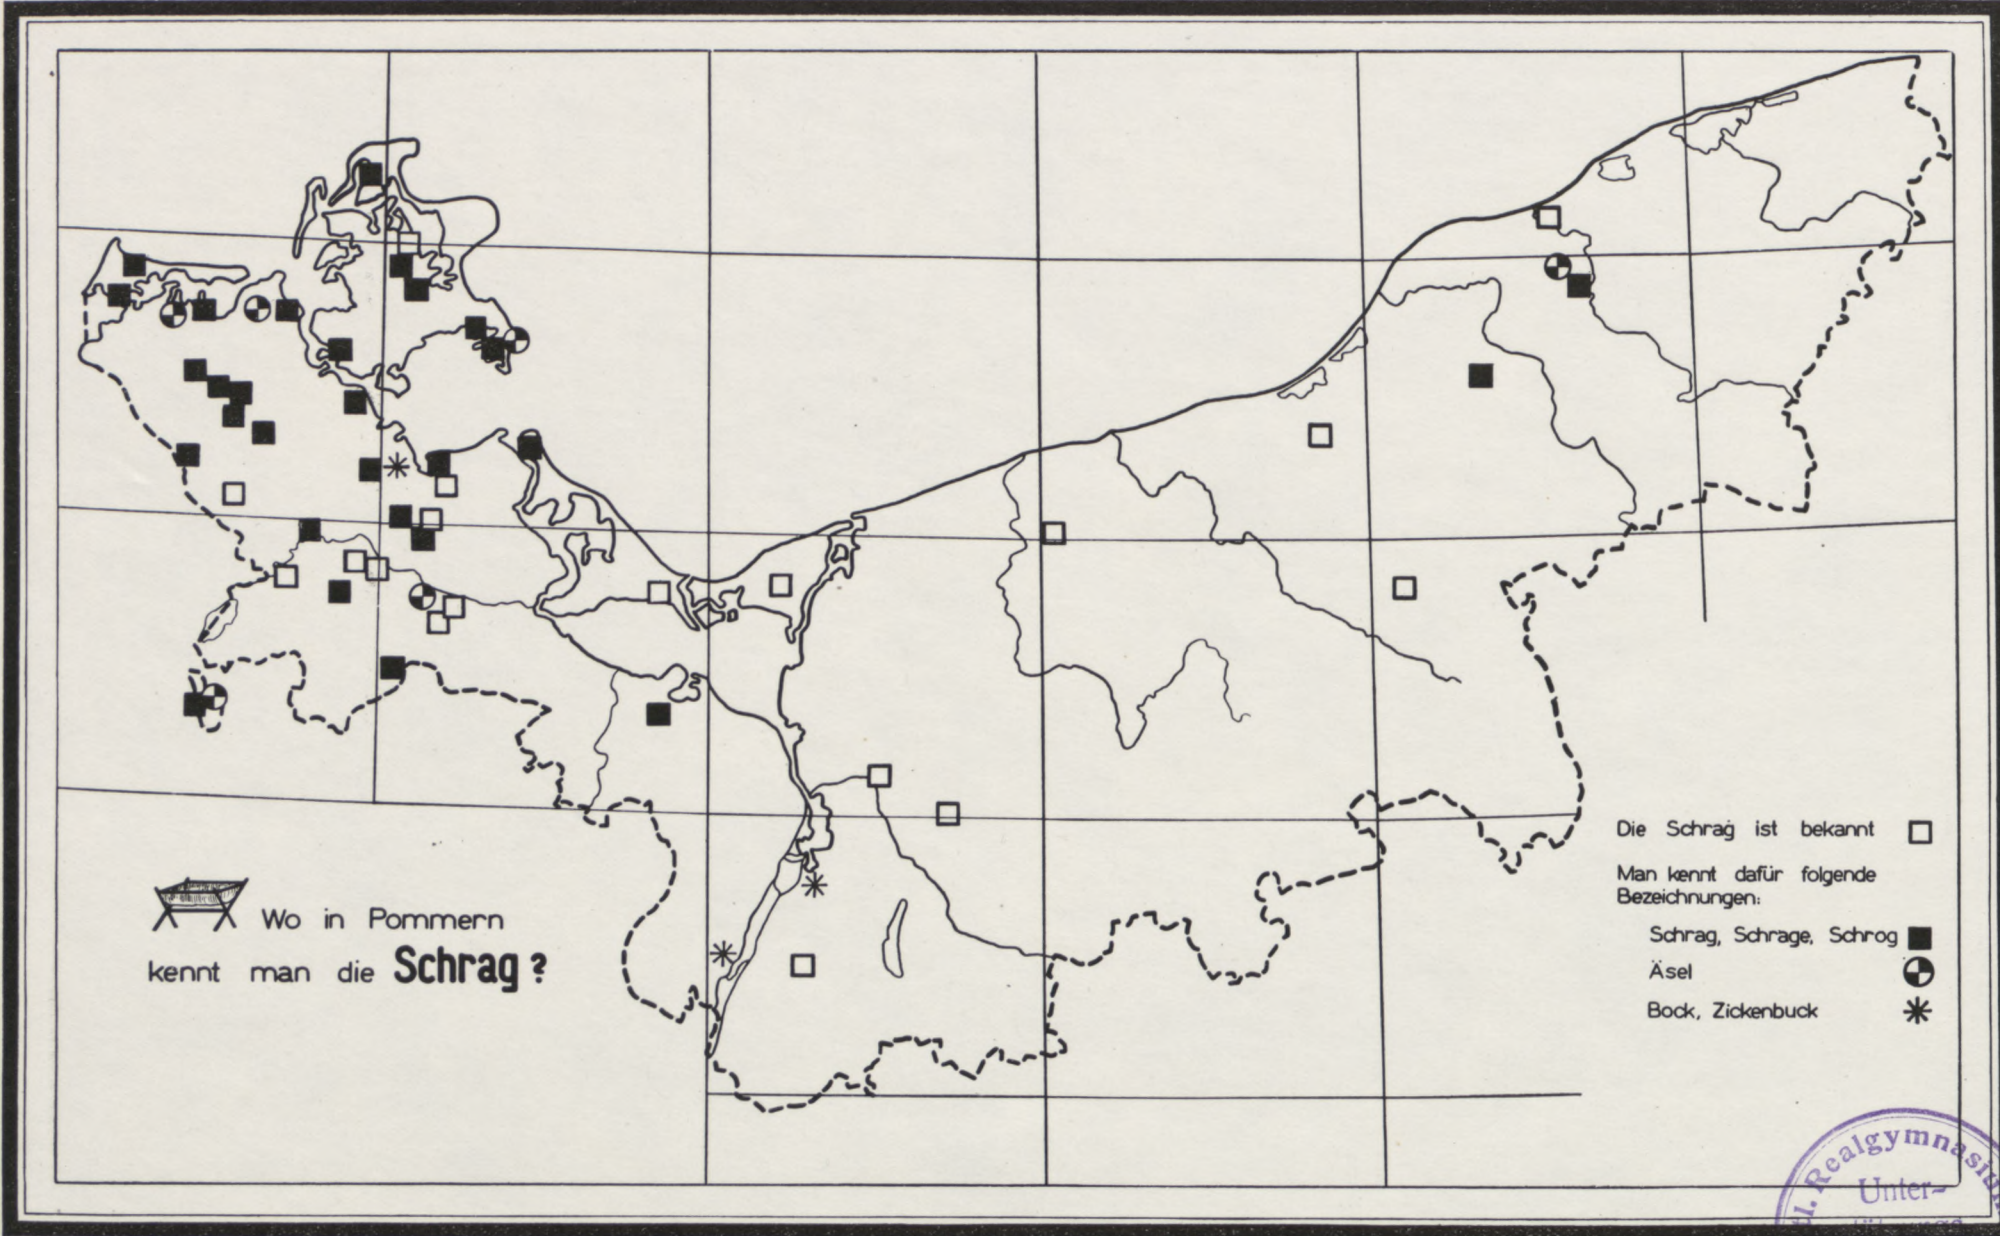 Wo in Pommern
kennt man die Schrag?
Die Schrag ist bekannt
Man kennt dafür folgende
Bezeichnungen:
Schrag, Schrage, Schrog
Äsel
Bock, Zickenbuck
Realgymnasium
Unter-